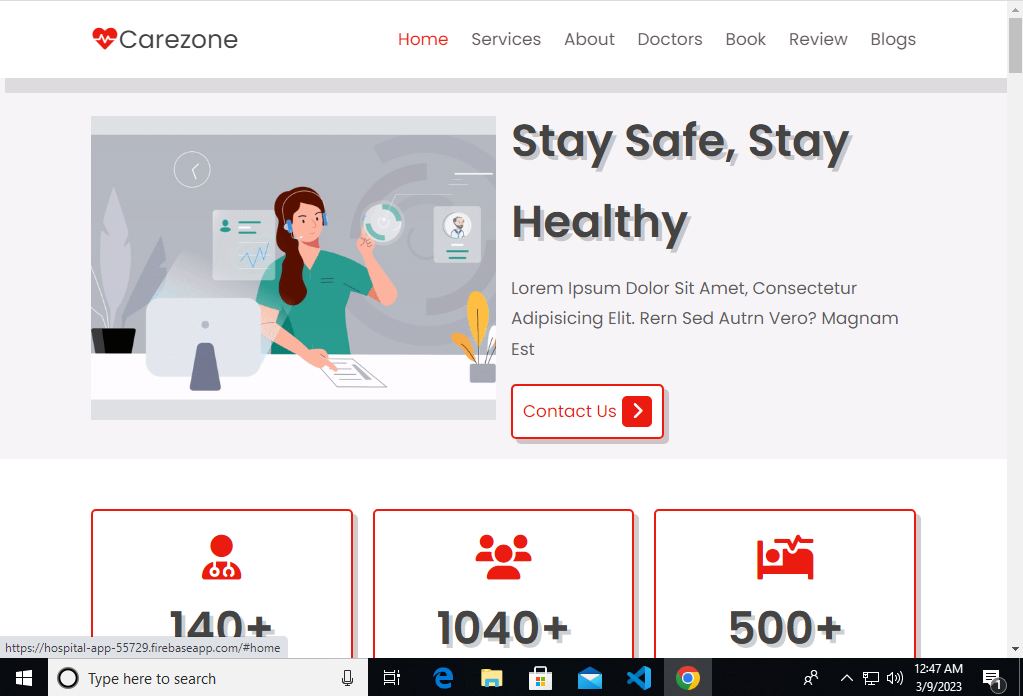 Carezone
Home Services About Doctors Book Review Blogs
Stay Safe, Stay
Healthy
Lorem Ipsum Dolor Sit Amet, Consectetur
Adipisicing Elit. Rern Sed Autrn Vero? Magnam
Est
Contact Us
140+ 1040+ 500+
https://hospital-app-55729.firebaseapp.com/#home
Type here to search
12:47 AM
3/9/2023
1